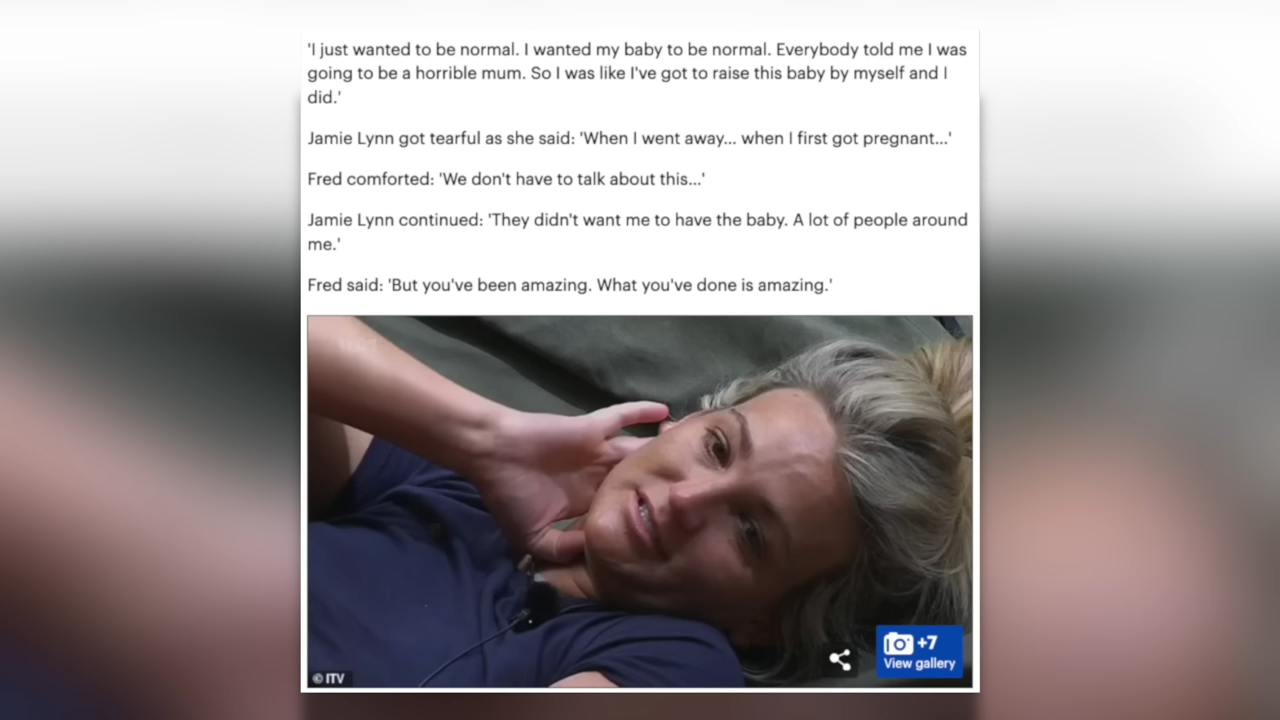 'I just wanted to be normal. I wanted my baby to be normal. Everybody told me I was
going to be a horrible mum. So I was like I've got to raise this baby by myself and I
did.'
Jamie Lynn got tearful as she said: 'When I went away... when I first got pregnant...'
Fred comforted: 'We don't have to talk about this...'
Jamie Lynn continued: 'They didn't want me to have the baby. A lot of people around
me.'
Fred said: 'But you've been amazing. What you've done is amazing.'
+7
View gallery
© ITV